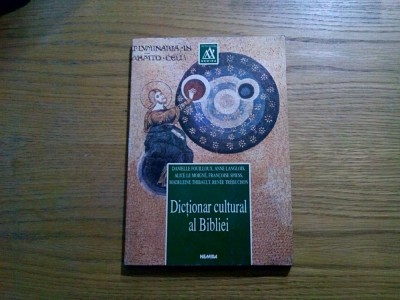 DANIELLE FOUILLOUX, ANNE LANGLOIS,
ALICE LE MOIGNÉ, FRANÇOISE SPIESS,
MADELEINE THIBAULT, RENÉE TRÉBUCHON
Dicționar cultural
al Bibliei
NEMIRA